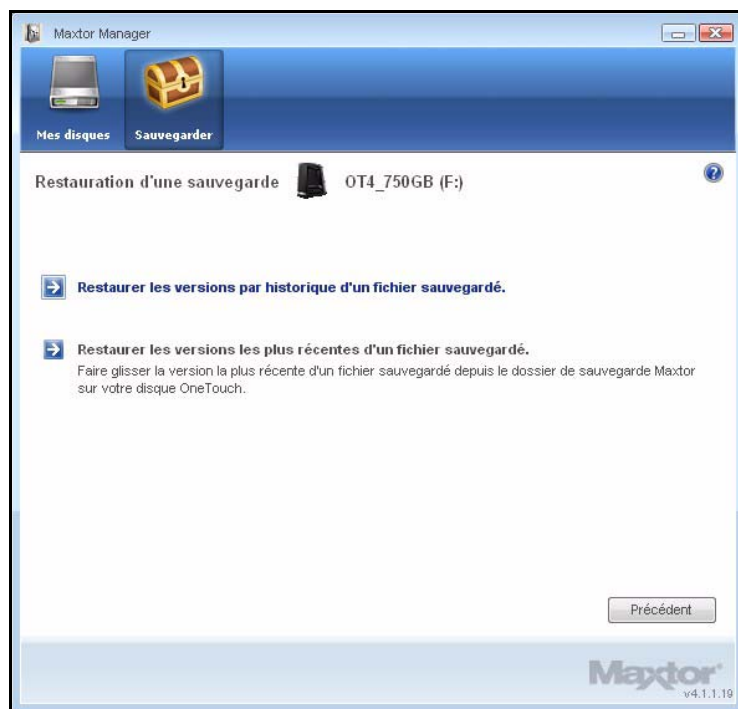 Maxtor Manager
Mes disques
Sauvegarder
Restauration d'une sauvegarde
OT4_750GB (F:)
Restaurer les versions par historique d'un fichier sauvegardé.
Restaurer les versions les plus récentes d'un fichier sauvegardé.
Faire glisser la version la plus récente d'un fichier sauvegardé depuis le dossier de sauvegarde Maxtor
sur votre disque OneTouch.
Précédent
Maxtor
v4.1.1.19